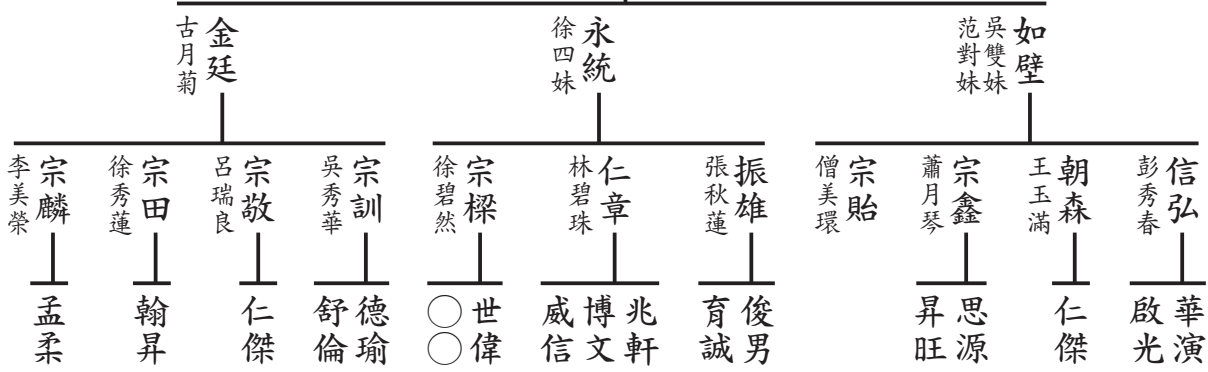 如壁
吳雙妹
范對妹
永統
徐四妹
金廷
古月菊
信弘
彭秀春
朝森
王玉滿
宗鑫
蕭月琴
宗貽
僧美環
振雄
張秋蓮
仁章
林碧珠
宗樑
徐碧然
宗訓
吳秀華
宗敬
呂瑞良
宗田
徐秀蓮
宗麟
李美榮
華演
啟光
仁傑
思源
昇旺
俊男
育誠
兆軒
博文
威信
世偉
〇〇
德瑜
舒倫
仁傑
翰昇
孟柔